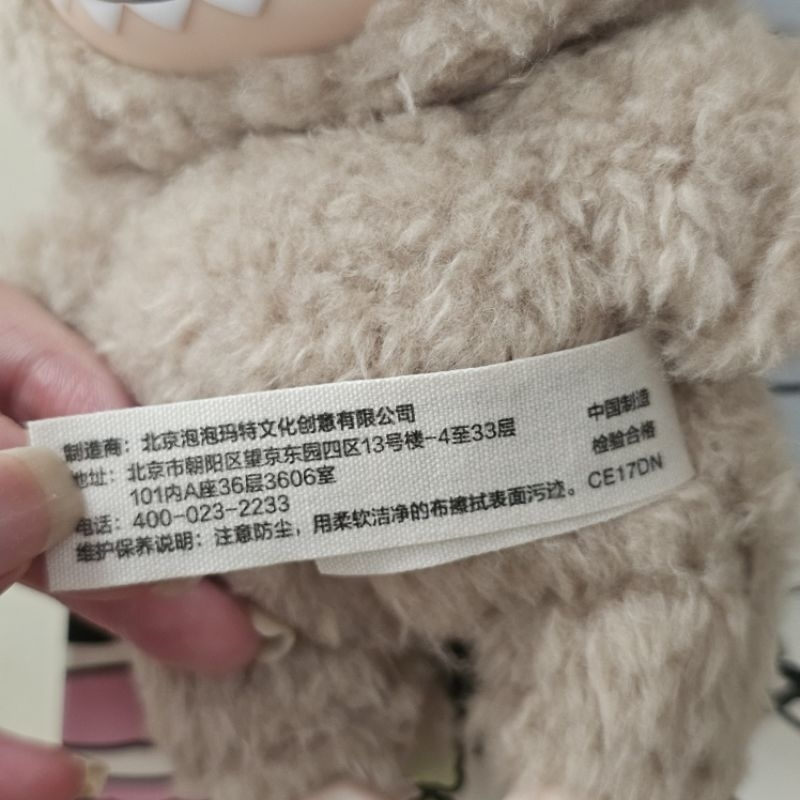 制造商：北京泡泡玛特文化创意有限公司
地址：北京市朝阳区望京东园四区13号楼-4至33层
101内A座36层3606室
电话：400-023-2233
维护保养说明：注意防尘，用柔软洁净的布擦拭表面污迹。
中国制造
检验合格
CE17DN